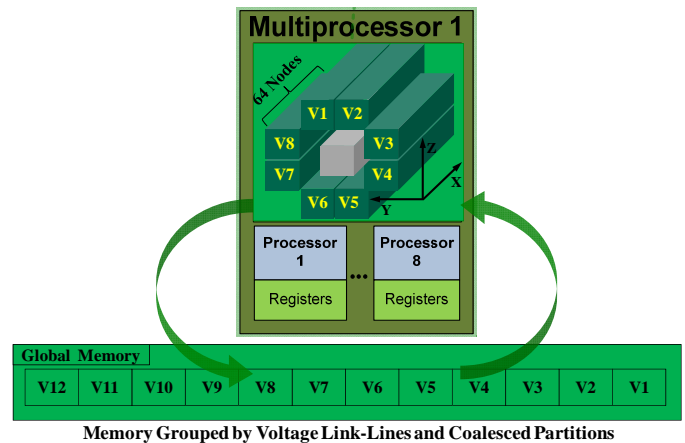 Multiprocessor 1
64 Nodes
V1 V2
V8 V3
V7 V4
V6 V5
Z
X
Y
Processor 1 ... Processor 8
Registers Registers
Global Memory
V12 V11 V10 V9 V8 V7 V6 V5 V4 V3 V2 V1
Memory Grouped by Voltage Link-Lines and Coalesced Partitions